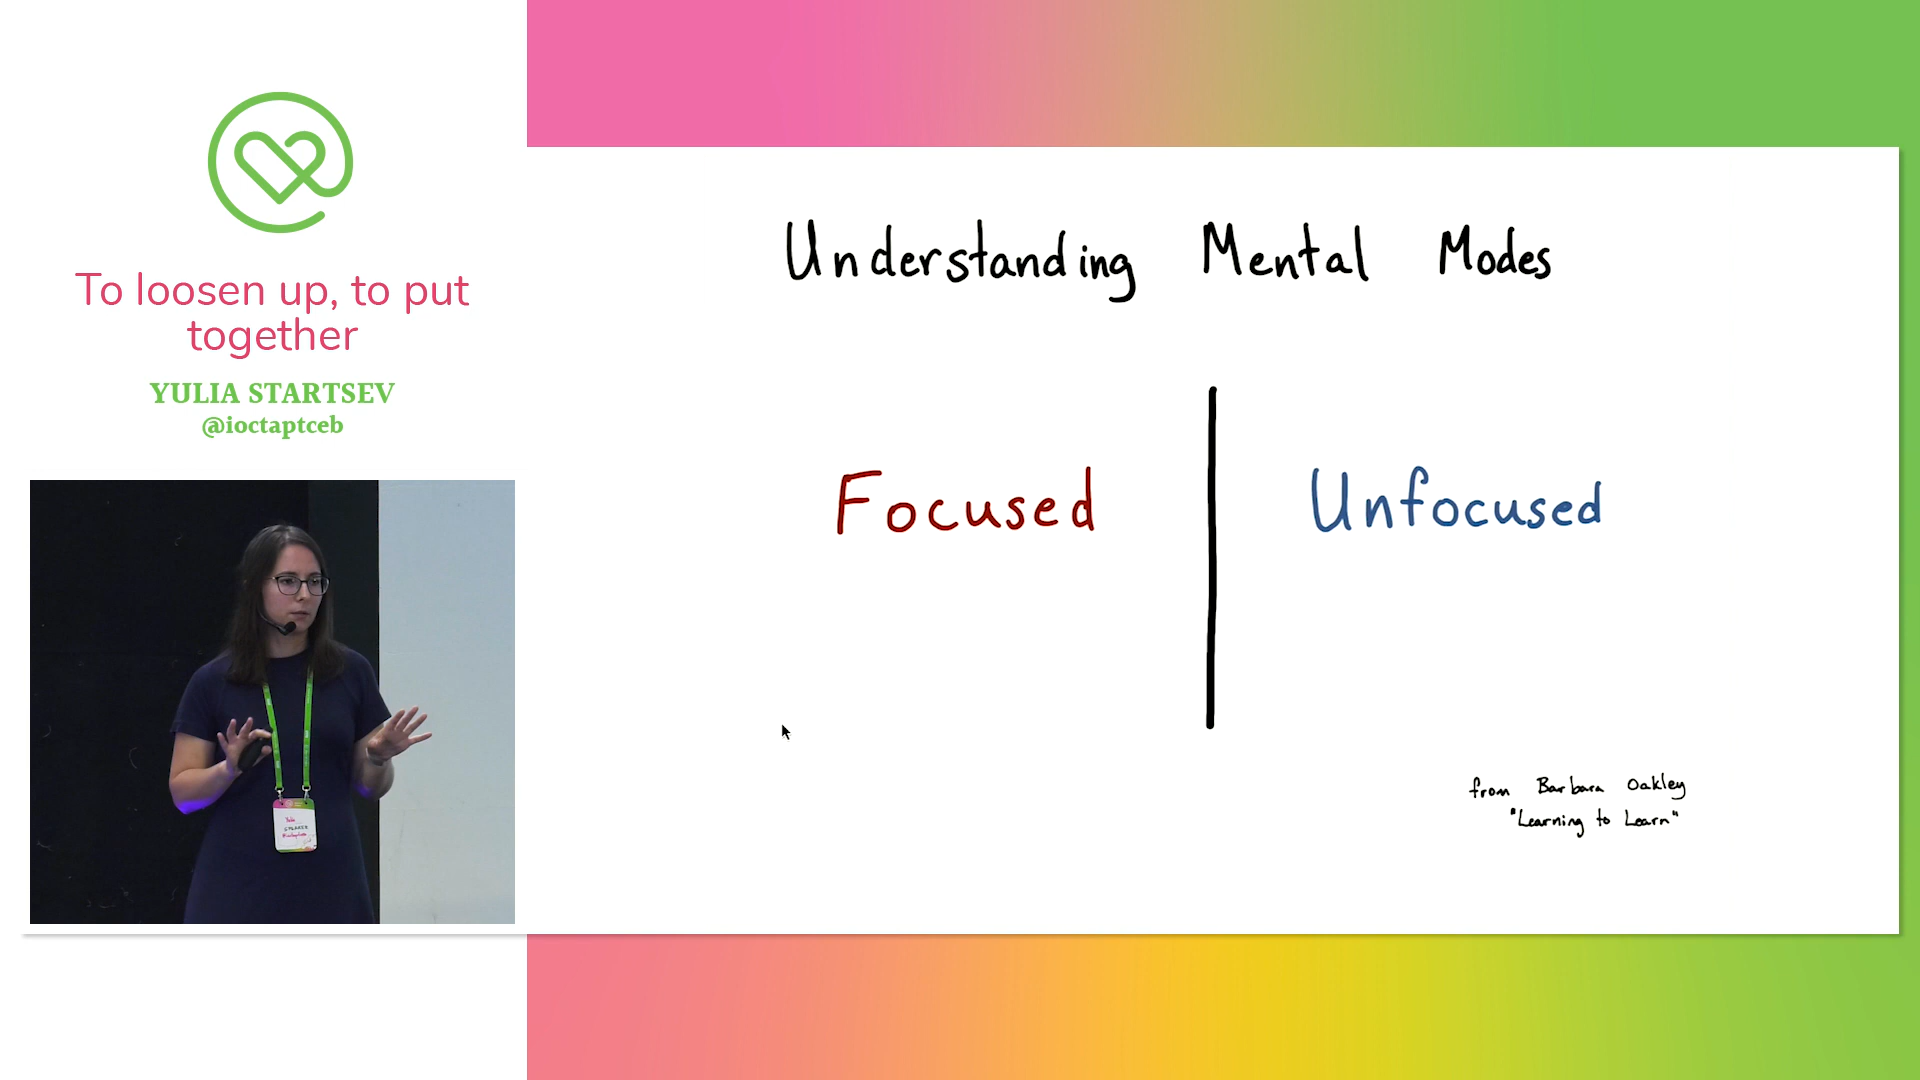 To loosen up, to put
together
YULIA STARTSEV
@ioctaptceb
Understanding Mental Modes
Focused
Unfocused
from Barbara Oakley
"Learning to Learn"
SPEAKER